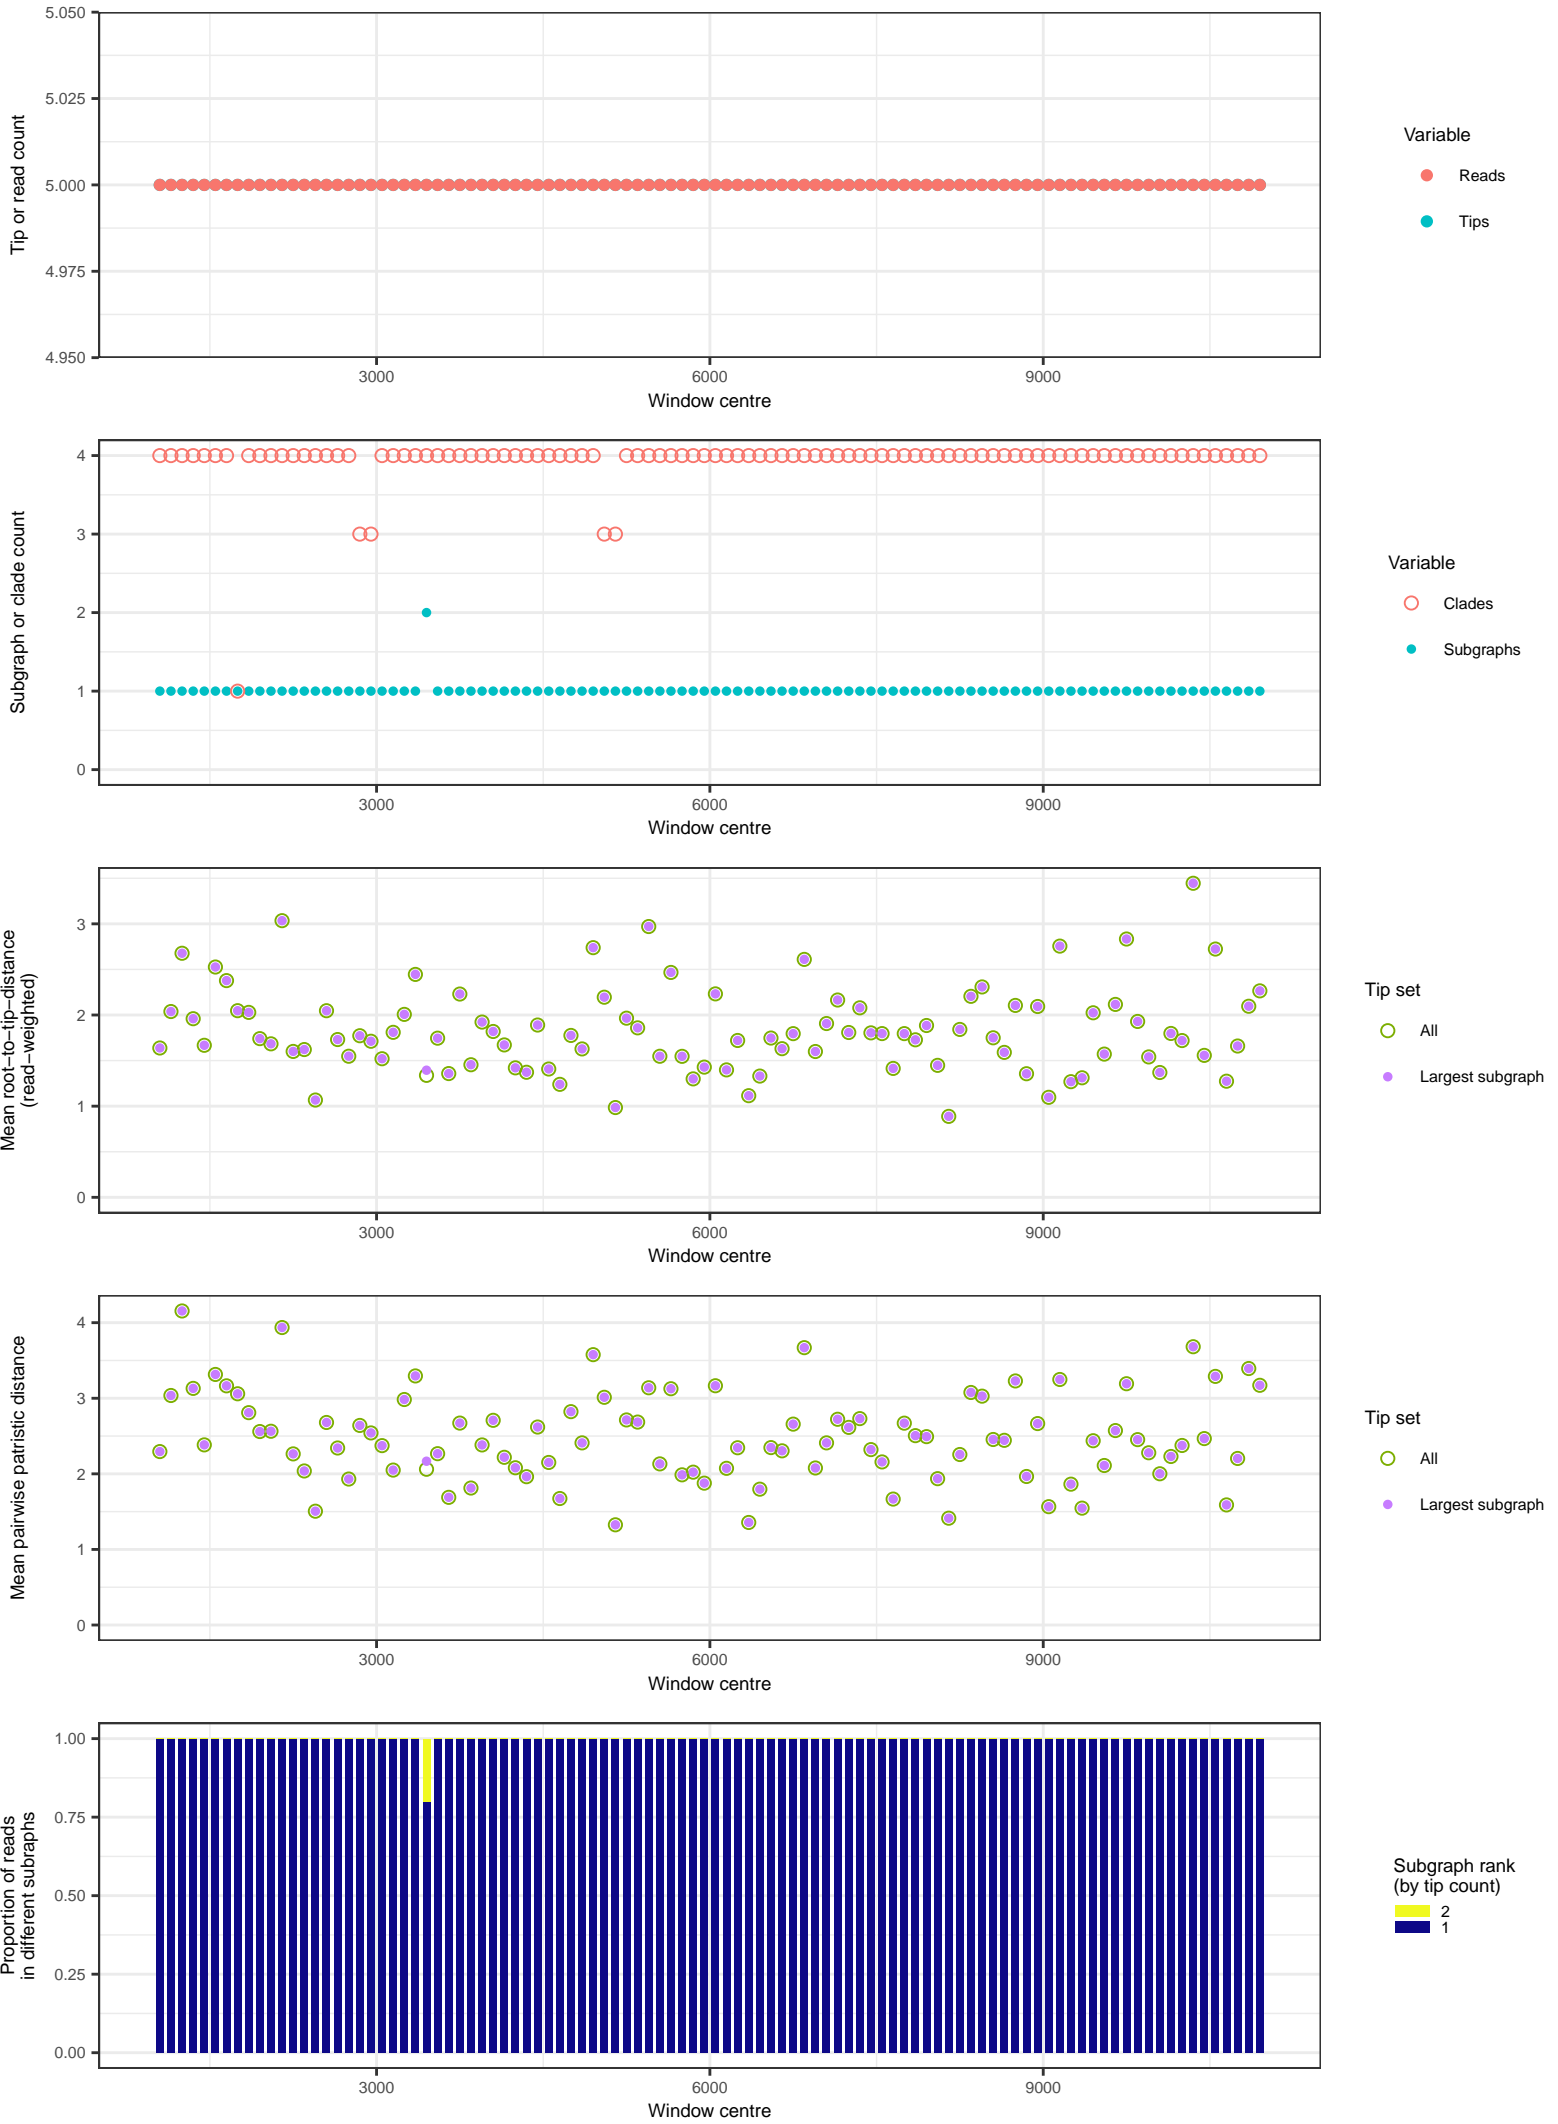 5.050
5.025
5.000
4.975
4.950
Tip or read count
3000
6000
9000
Window centre
Variable
Reads
Tips
4
3
2
1
0
Subgraph or clade count
3000
6000
9000
Window centre
Variable
Clades
Subgraphs
3
2
1
0
Mean root−to−tip−distance
(read−weighted)
3000
6000
9000
Window centre
Tip set
All
Largest subgraph
4
3
2
1
0
Mean pairwise patristic distance
3000
6000
9000
Window centre
Tip set
All
Largest subgraph
1.00
0.75
0.50
0.25
0.00
Proportion of reads
in different subraphs
3000
6000
9000
Window centre
Subgraph rank
(by tip count)
2
1